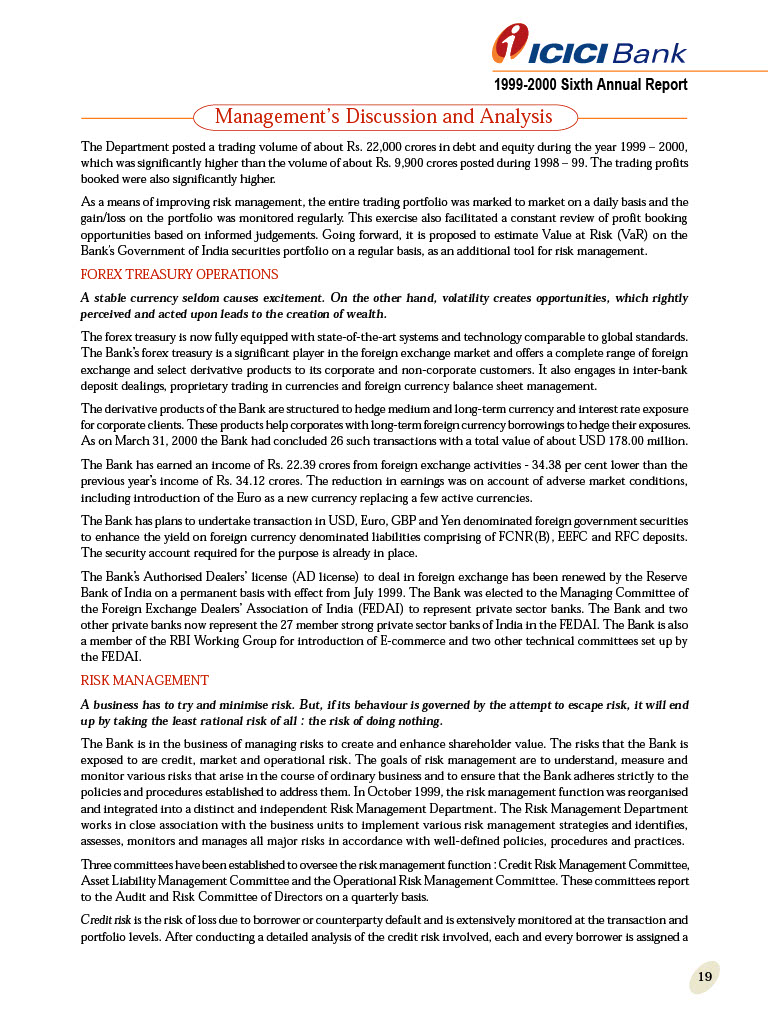 ICICI Bank
1999-2000 Sixth Annual Report
Management's Discussion and Analysis
The Department posted a trading volume of about Rs. 22,000 crores in debt and equity during the year 1999 – 2000,
which was significantly higher than the volume of about Rs. 9,900 crores posted during 1998 – 99. The trading profits
booked were also significantly higher.
As a means of improving risk management, the entire trading portfolio was marked to market on a daily basis and the
gain/loss on the portfolio was monitored regularly. This exercise also facilitated a constant review of profit booking
opportunities based on informed judgements. Going forward, it is proposed to estimate Value at Risk (VaR) on the
Bank's Government of India securities portfolio on a regular basis, as an additional tool for risk management.
FOREX TREASURY OPERATIONS
A stable currency seldom causes excitement. On the other hand, volatility creates opportunities, which rightly
perceived and acted upon leads to the creation of wealth.
The forex treasury is now fully equipped with state-of-the-art systems and technology comparable to global standards.
The Bank's forex treasury is a significant player in the foreign exchange market and offers a complete range of foreign
exchange and select derivative products to its corporate and non-corporate customers. It also engages in inter-bank
deposit dealings, proprietary trading in currencies and foreign currency balance sheet management.
The derivative products of the Bank are structured to hedge medium and long-term currency and interest rate exposure
for corporate clients. These products help corporates with long-term foreign currency borrowings to hedge their exposures.
As on March 31, 2000 the Bank had concluded 26 such transactions with a total value of about USD 178.00 million.
The Bank has earned an income of Rs. 22.39 crores from foreign exchange activities - 34.38 per cent lower than the
previous year's income of Rs. 34.12 crores. The reduction in earnings was on account of adverse market conditions,
including introduction of the Euro as a new currency replacing a few active currencies.
The Bank has plans to undertake transaction in USD, Euro, GBP and Yen denominated foreign government securities
to enhance the yield on foreign currency denominated liabilities comprising of FCNR(B), EEFC and RFC deposits.
The security account required for the purpose is already in place.
The Bank's Authorised Dealers' license (AD license) to deal in foreign exchange has been renewed by the Reserve
Bank of India on a permanent basis with effect from July 1999. The Bank was elected to the Managing Committee of
the Foreign Exchange Dealers' Association of India (FEDAI) to represent private sector banks. The Bank and two
other private banks now represent the 27 member strong private sector banks of India in the FEDAI. The Bank is also
a member of the RBI Working Group for introduction of E-commerce and two other technical committees set up by
the FEDAI.
RISK MANAGEMENT
A business has to try and minimise risk. But, if its behaviour is governed by the attempt to escape risk, it will end
up by taking the least rational risk of all : the risk of doing nothing.
The Bank is in the business of managing risks to create and enhance shareholder value. The risks that the Bank is
exposed to are credit, market and operational risk. The goals of risk management are to understand, measure and
monitor various risks that arise in the course of ordinary business and to ensure that the Bank adheres strictly to the
policies and procedures established to address them. In October 1999, the risk management function was reorganised
and integrated into a distinct and independent Risk Management Department. The Risk Management Department
works in close association with the business units to implement various risk management strategies and identifies,
assesses, monitors and manages all major risks in accordance with well-defined policies, procedures and practices.
Three committees have been established to oversee the risk management function : Credit Risk Management Committee,
Asset Liability Management Committee and the Operational Risk Management Committee. These committees report
to the Audit and Risk Committee of Directors on a quarterly basis.
Credit risk is the risk of loss due to borrower or counterparty default and is extensively monitored at the transaction and
portfolio levels. After conducting a detailed analysis of the credit risk involved, each and every borrower is assigned a
19